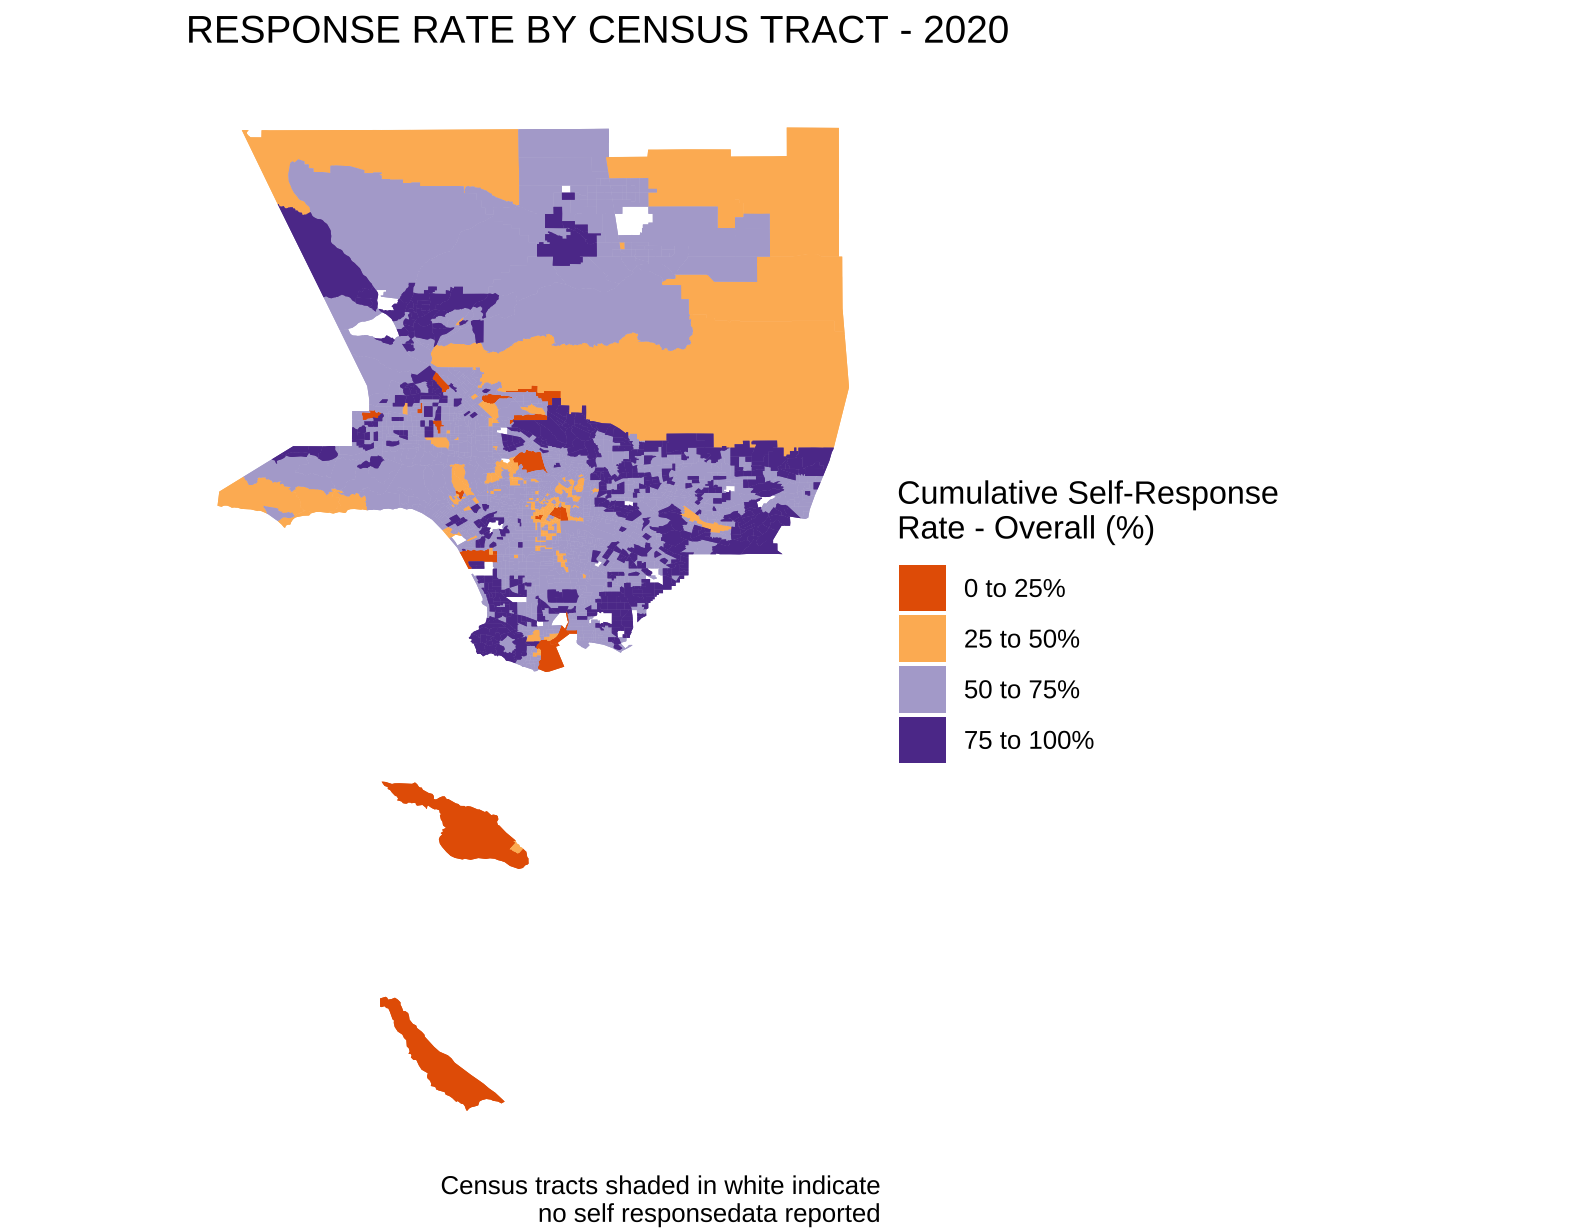 RESPONSE RATE BY CENSUS TRACT - 2020
Cumulative Self-Response
Rate - Overall (%)
0 to 25%
25 to 50%
50 to 75%
75 to 100%
Census tracts shaded in white indicate
no self responsedata reported